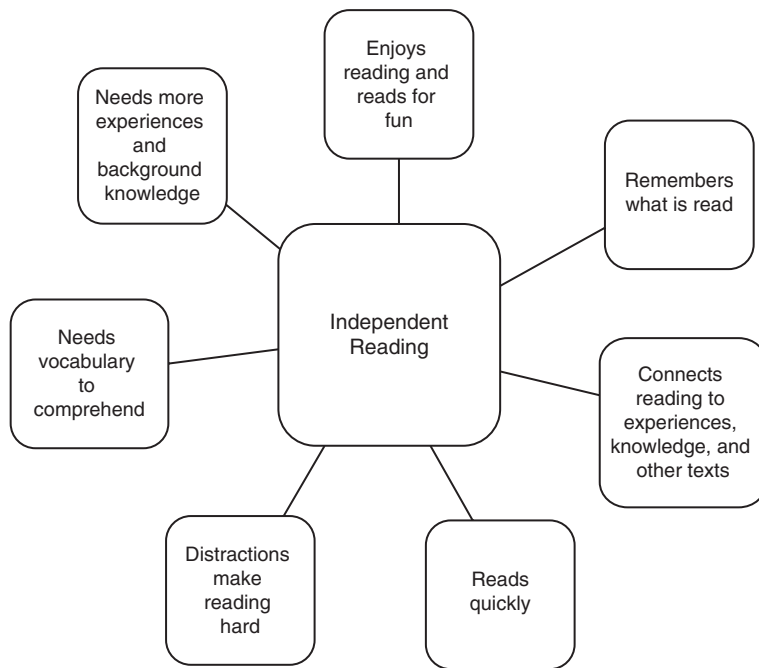 Enjoys
reading and
reads for
fun
Needs more
experiences
and
background
knowledge
Remembers
what is read
Independent
Reading
Needs
vocabulary
to
comprehend
Connects
reading to
experiences,
knowledge, and
other texts
Distractions
make
reading
hard
Reads
quickly